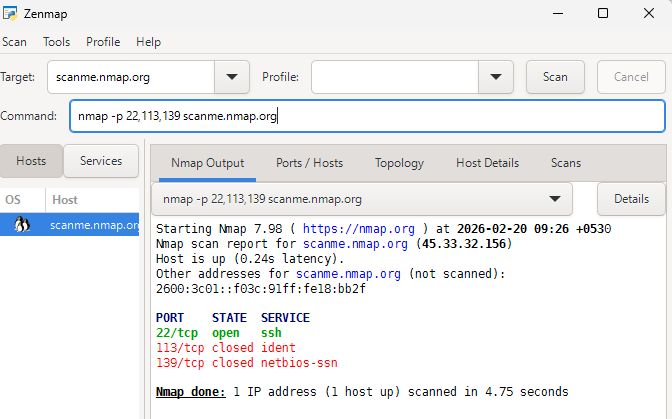 Zenmap
Scan Tools Profile Help
Target: scanme.nmap.org Profile: Scan Cancel
Command: nmap -p 22,113,139 scanme.nmap.org
Hosts Services
Nmap Output Ports / Hosts Topology Host Details Scans
OS Host
scanme.nmap.org
nmap -p 22,113,139 scanme.nmap.org Details
Starting Nmap 7.98 ( https://nmap.org ) at 2026-02-20 09:26 +0530
Nmap scan report for scanme.nmap.org (45.33.32.156)
Host is up (0.24s latency).
Other addresses for scanme.nmap.org (not scanned):
2600:3c01::f03c:91ff:fe18:bb2f
PORT STATE SERVICE
22/tcp open ssh
113/tcp closed ident
139/tcp closed netbios-ssn
Nmap done: 1 IP address (1 host up) scanned in 4.75 seconds